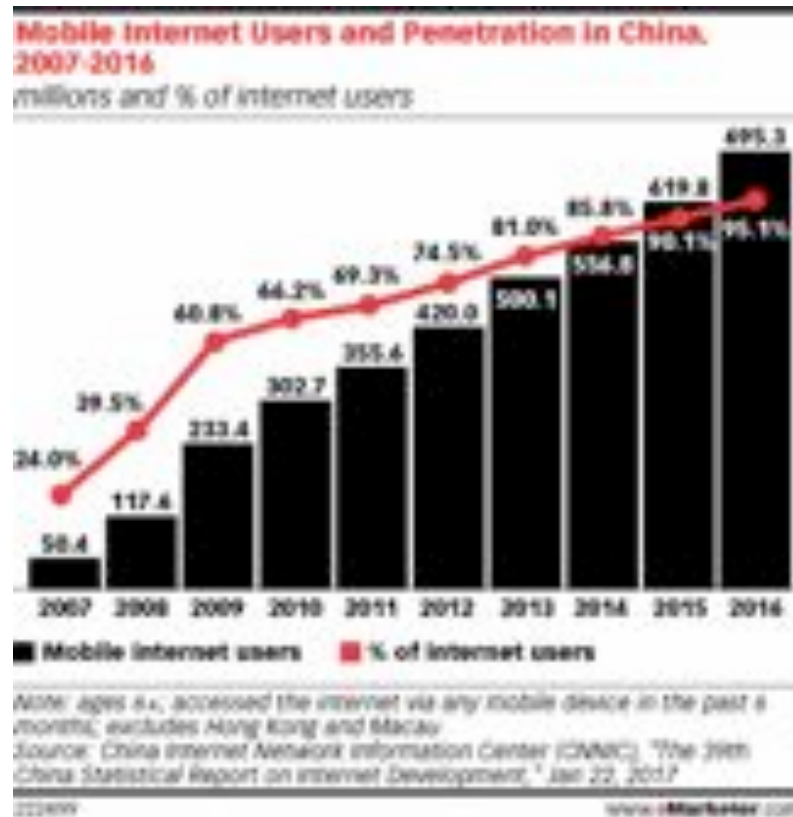 Mobile Internet Users and Penetration in China,
2007-2016
millions and % of internet users
695.3
619.8
85.8%
81.0%
90.1%
95.1%
74.5%
556.8
69.3%
500.1
66.2%
60.8%
420.0
355.6
302.7
39.5%
233.4
24.0%
117.6
50.4
2007 2008 2009 2010 2011 2012 2013 2014 2015 2016
Mobile internet users % of internet users
Note: ages 6+; accessed the internet via any mobile device in the past 6
months; excludes Hong Kong and Macau
Source: China Internet Network Information Center (CNNIC), "The 39th
China Statistical Report on Internet Development," Jan 22, 2017
www.eMarketer.com